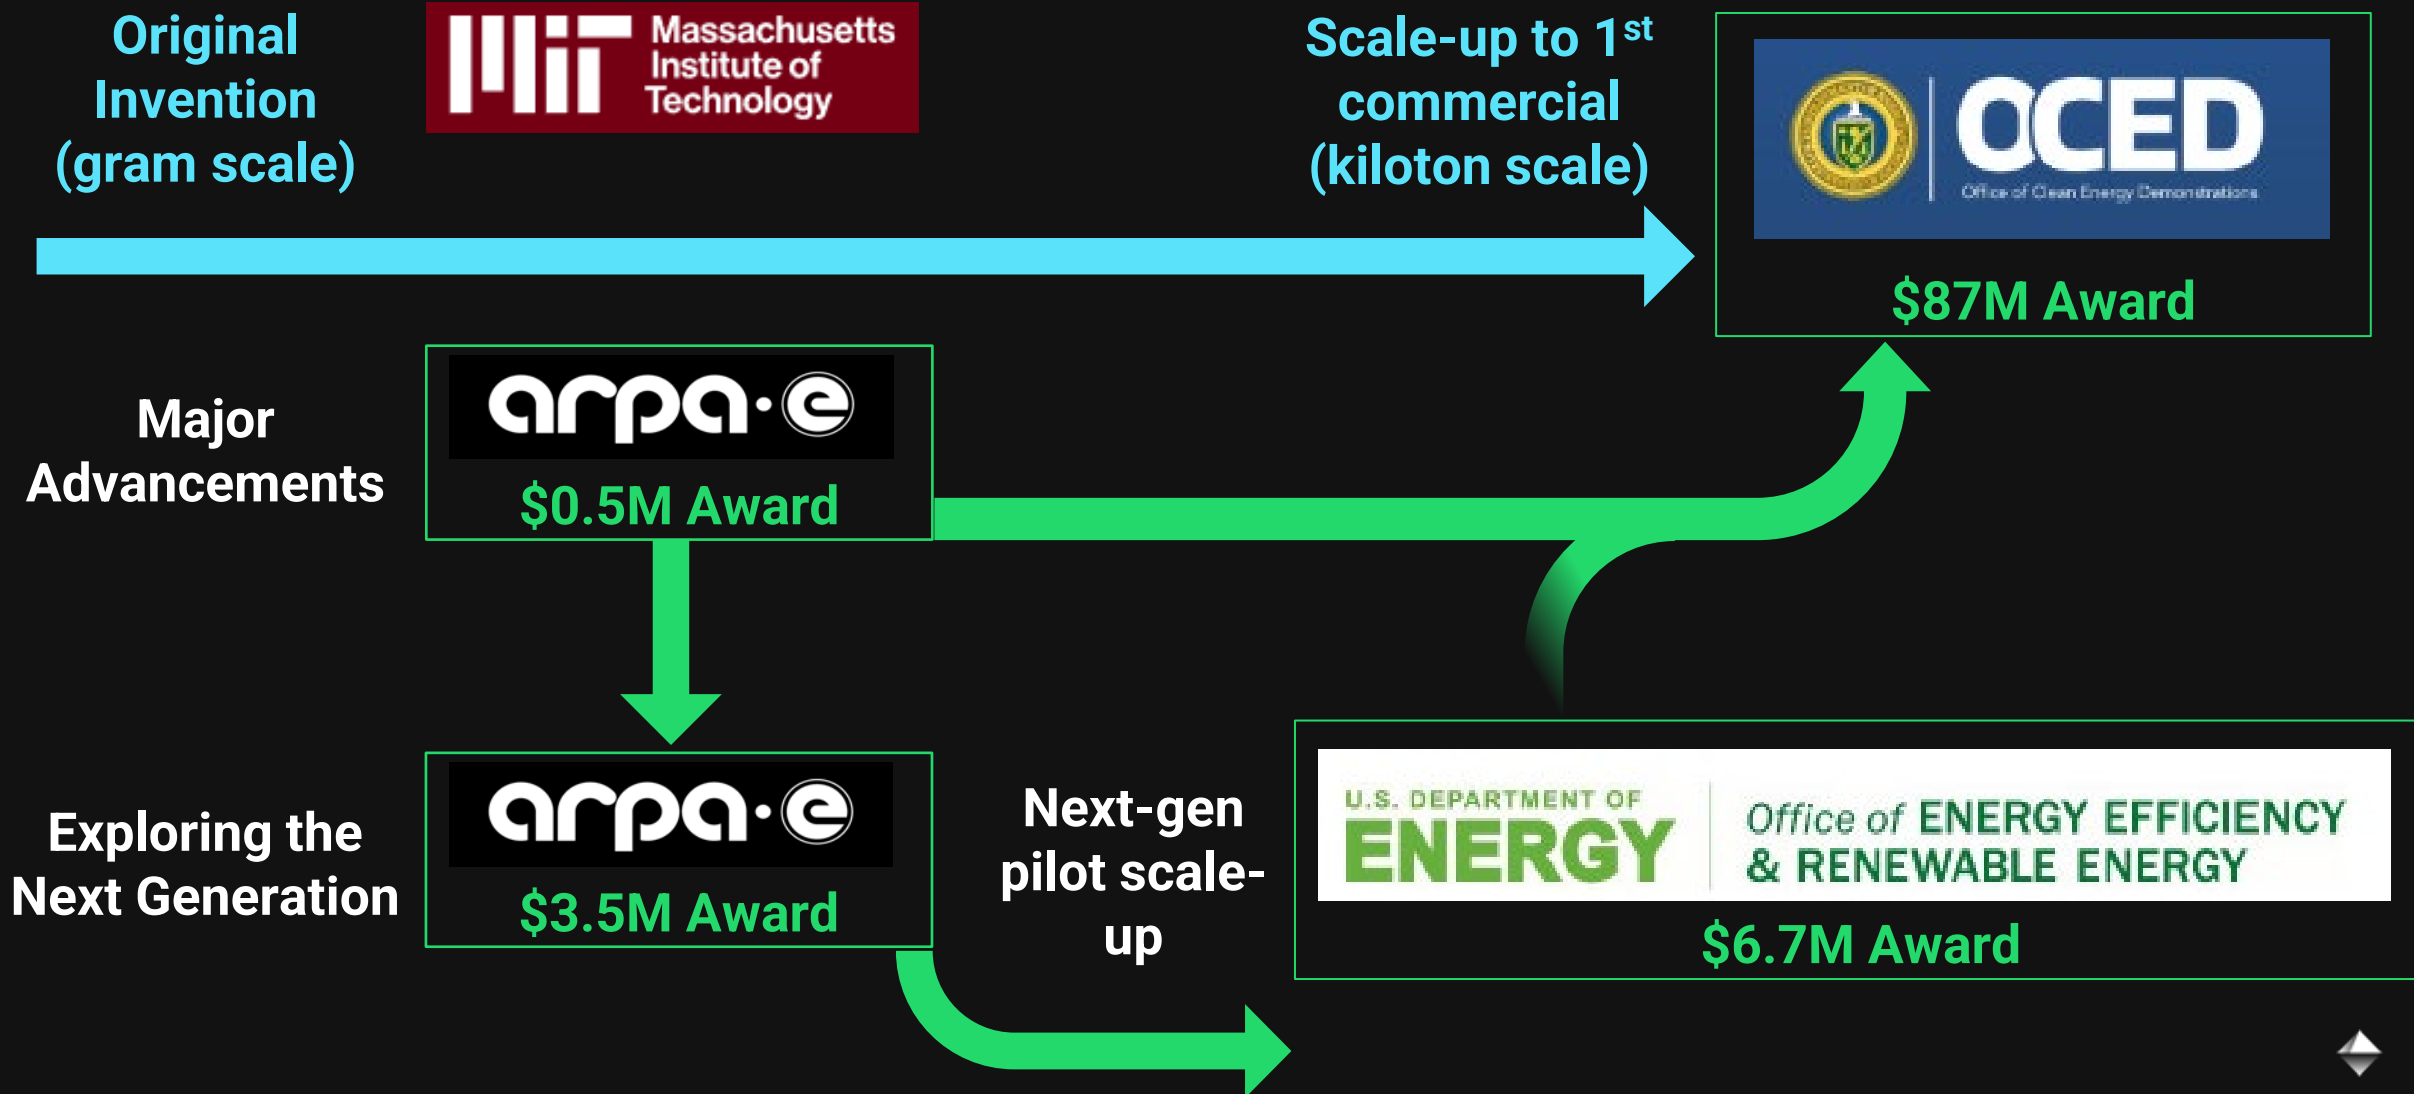 Original
Invention
(gram scale)
MIT
Massachusetts
Institute of
Technology
Scale-up to 1st
commercial
(kiloton scale)
OCED
Office of Clean Energy Demonstrations
$87M Award
Major
Advancements
arpa·e
$0.5M Award
Exploring the
Next Generation
arpa·e
$3.5M Award
Next-gen
pilot scale-
up
U.S. DEPARTMENT OF
ENERGY
Office of ENERGY EFFICIENCY
& RENEWABLE ENERGY
$6.7M Award